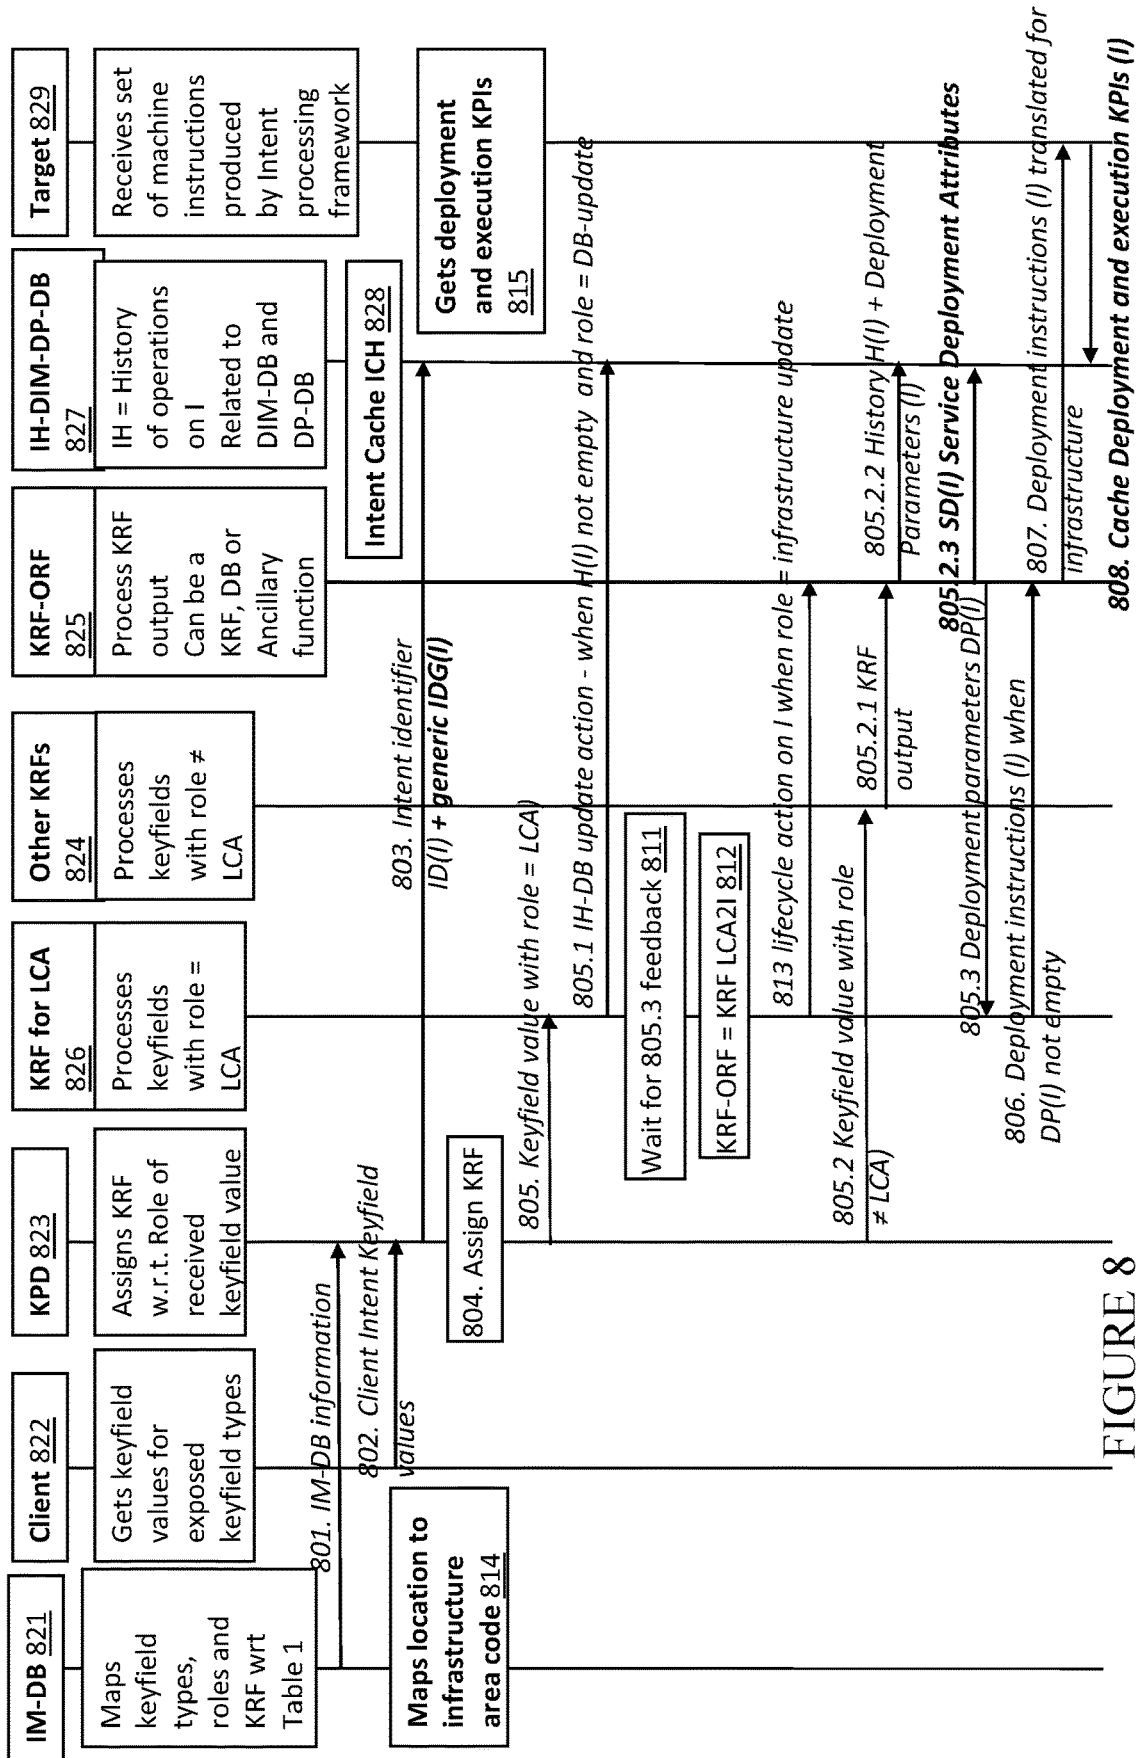 IM-DB 821
Maps
keyfield
types,
roles and
KRF wrt
Table 1
Maps location to
infrastructure
area code 814
Client 822
Gets keyfield
values for
exposed
keyfield types
KPD 823
Assigns KRF
w.r.t. Role of
received
keyfield value
KRF for LCA
826
Processes
keyfields
with role =
LCA
Other KRFs
824
Processes
keyfields
with role ≠
LCA
KRF-ORF
825
Process KRF
output
Can be a
KRF, DB or
Ancillary
function
IH-DIM-DP-DB
827
IH = History
of operations
on I
Related to
DIM-DB and
DP-DB
Intent Cache ICH 828
Target 829
Receives set
of machine
instructions
produced
by Intent
processing
framework
Gets deployment
and execution KPIs
815
801. IM-DB information
802. Client Intent Keyfield
values
803. Intent identifier
ID(I) + generic IDG(I)
804. Assign KRF
805. Keyfield value with role = LCA)
805.1 IH-DB update action - when H(I) not empty and role = DB-update
Wait for 805.3 feedback 811
KRF-ORF = KRF LCA2I 812
813 lifecycle action on I when role = infrastructure update
805.2 Keyfield value with role
≠ LCA)
805.2.1 KRF
output
805.2.2 History H(I) + Deployment
Parameters (I)
805.2.3 SD(I) Service Deployment Attributes
805.3 Deployment parameters DP(I)
806. Deployment instructions (I) when
DP(I) not empty
807. Deployment instructions (I) translated for
infrastructure
808. Cache Deployment and execution KPIs (I)
FIGURE 8